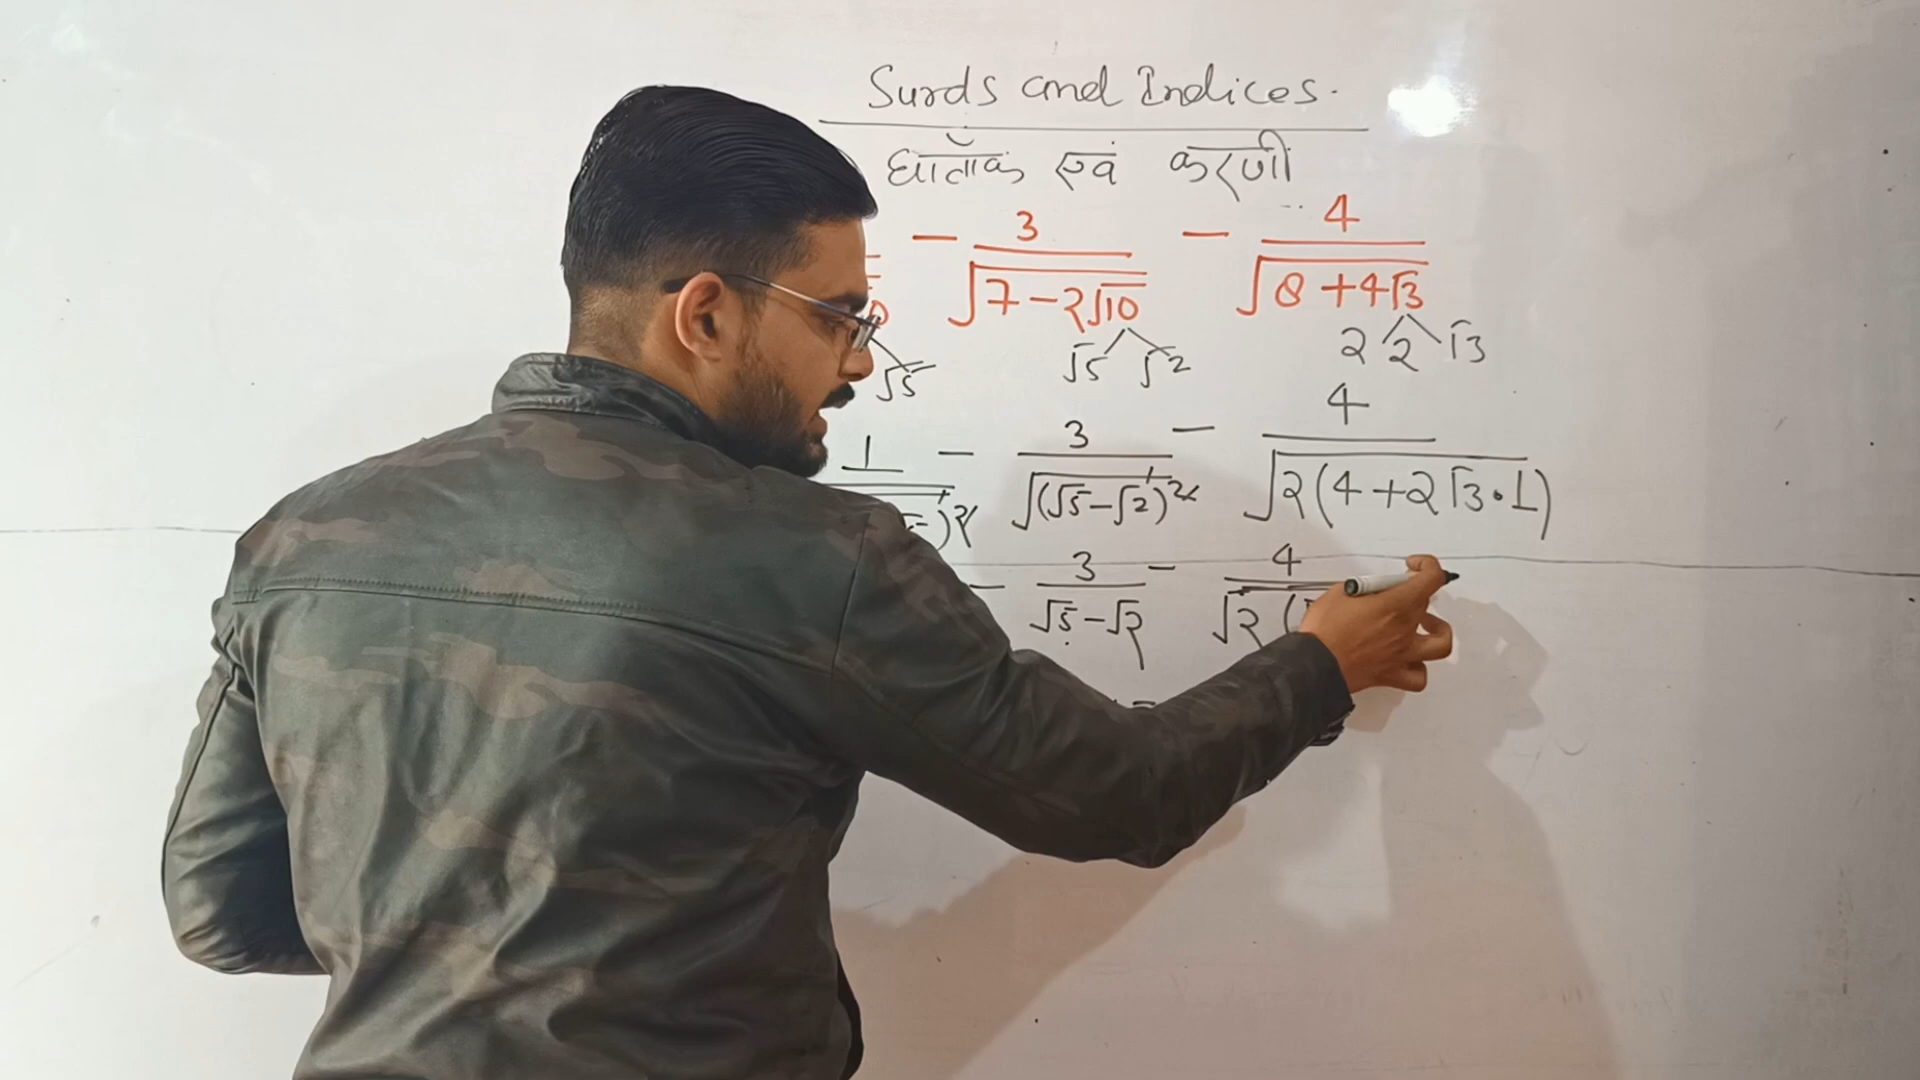 Surds and Indices.
घातांक एवं करणी
- 3/√(7-2√10) - 4/√(8+4√3)
√5 √5 √2 2 2 √3
1/ - 3/√((√5-√2)²) - 4/√(2(4+2√3·1))
- 3/(√5-√2) - 4/√2(